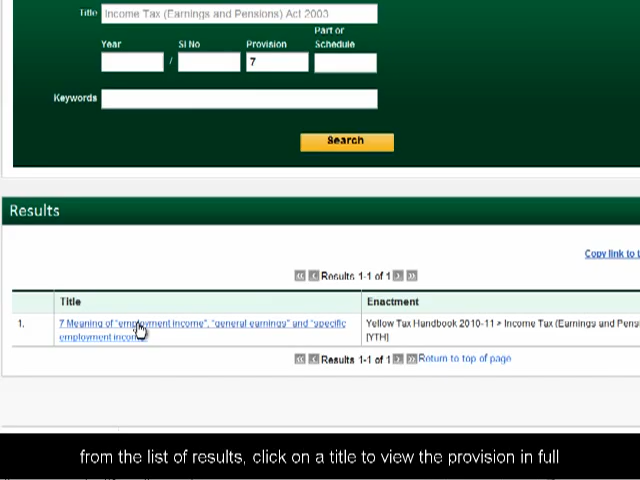 Title Income Tax (Earnings and Pensions) Act 2003
Year / SI No Provision Part or Schedule
7
Keywords
Search
Results
Copy link to t
Results 1-1 of 1
Title Enactment
1. 7 Meaning of "employment income", "general earnings" and "specific Yellow Tax Handbook 2010-11 > Income Tax (Earnings and Pens
employment income" [YTH]
Results 1-1 of 1 Return to top of page
from the list of results, click on a title to view the provision in full